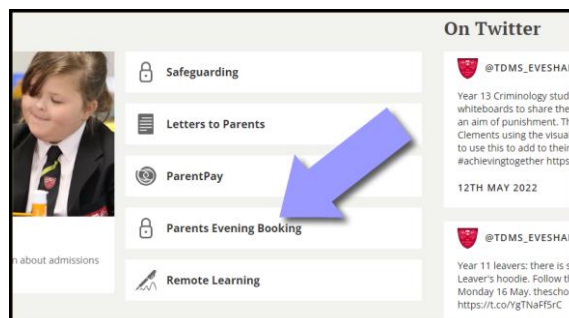 On Twitter
Safeguarding
Letters to Parents
ParentPay
Parents Evening Booking
Remote Learning
n about admissions
@TDMS_EVESHA
Year 13 Criminology stud
whiteboards to share the
an aim of punishment. Th
Clements using the visua
to use this to add to their
#achievingtogether https
12TH MAY 2022
@TDMS_EVESHA
Year 11 leavers: there is s
Leaver's hoodie. Follow th
Monday 16 May. thescho
https://t.co/YgTNaFf5rC